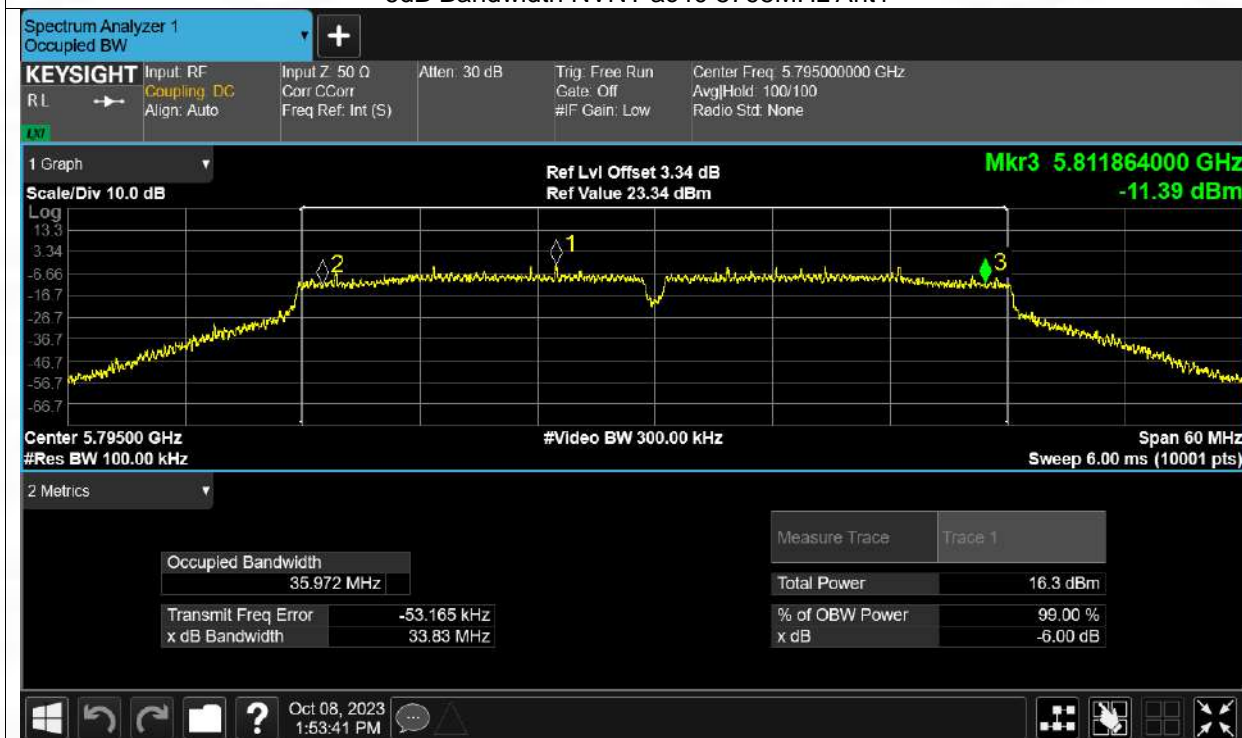 Spectrum Analyzer 1
Occupied BW
KEYSIGHT Input: RF Input Z: 50 Ω Atten: 30 dB Trig: Free Run Center Freq: 5.795000000 GHz
RL Coupling: DC Corr CCorr Gate: Off Avg|Hold: 100/100
Align: Auto Freq Ref: Int (S) #IF Gain: Low Radio Std: None
LXI
1 Graph Ref Lvl Offset 3.34 dB Mkr3 5.811864000 GHz
Scale/Div 10.0 dB Ref Value 23.34 dBm -11.39 dBm
Log
13.3
3.34
-6.66
-16.7
-26.7
-36.7
-46.7
-56.7
-66.7
1
2
3
Center 5.79500 GHz #Video BW 300.00 kHz Span 60 MHz
#Res BW 100.00 kHz Sweep 6.00 ms (10001 pts)
2 Metrics
Measure Trace Trace 1
Occupied Bandwidth
35.972 MHz Total Power 16.3 dBm
Transmit Freq Error -53.165 kHz % of OBW Power 99.00 %
x dB Bandwidth 33.83 MHz x dB -6.00 dB
? Oct 08, 2023
1:53:41 PM